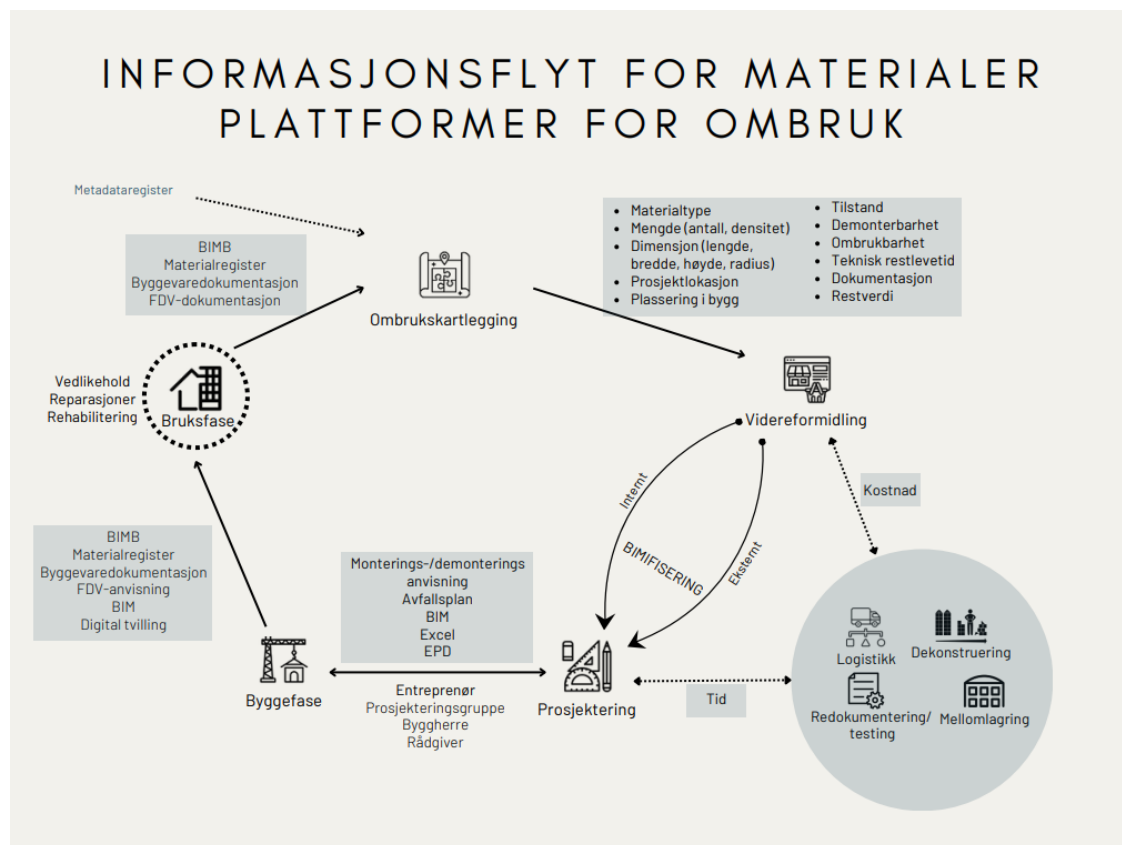 INFORMASJONSFLYT FOR MATERIALER
PLATTFORMER FOR OMBRUK
Metadataregister
BIMB
Materialregister
Byggevaredokumentasjon
FDV-dokumentasjon
Ombrukskartlegging
• Materialtype
• Mengde (antall, densitet)
• Dimensjon (lengde,
bredde, høyde, radius)
• Prosjektlokasjon
• Plassering i bygg
• Tilstand
• Demonterbarhet
• Ombrukbarhet
• Teknisk restlevetid
• Dokumentasjon
• Restverdi
Vedlikehold
Reparasjoner
Rehabilitering
Bruksfase
Videreformidling
Internt
BIMIFISERING
Eksternt
Kostnad
BIMB
Materialregister
Byggevaredokumentasjon
FDV-anvisning
BIM
Digital tvilling
Monterings-/demonterings
anvisning
Avfallsplan
BIM
Excel
EPD
Byggefase
Entreprenør
Prosjekteringsgruppe
Byggherre
Rådgiver
Prosjektering
Tid
Logistikk
Dekonstruering
Redokumentering/
testing
Mellomlagring